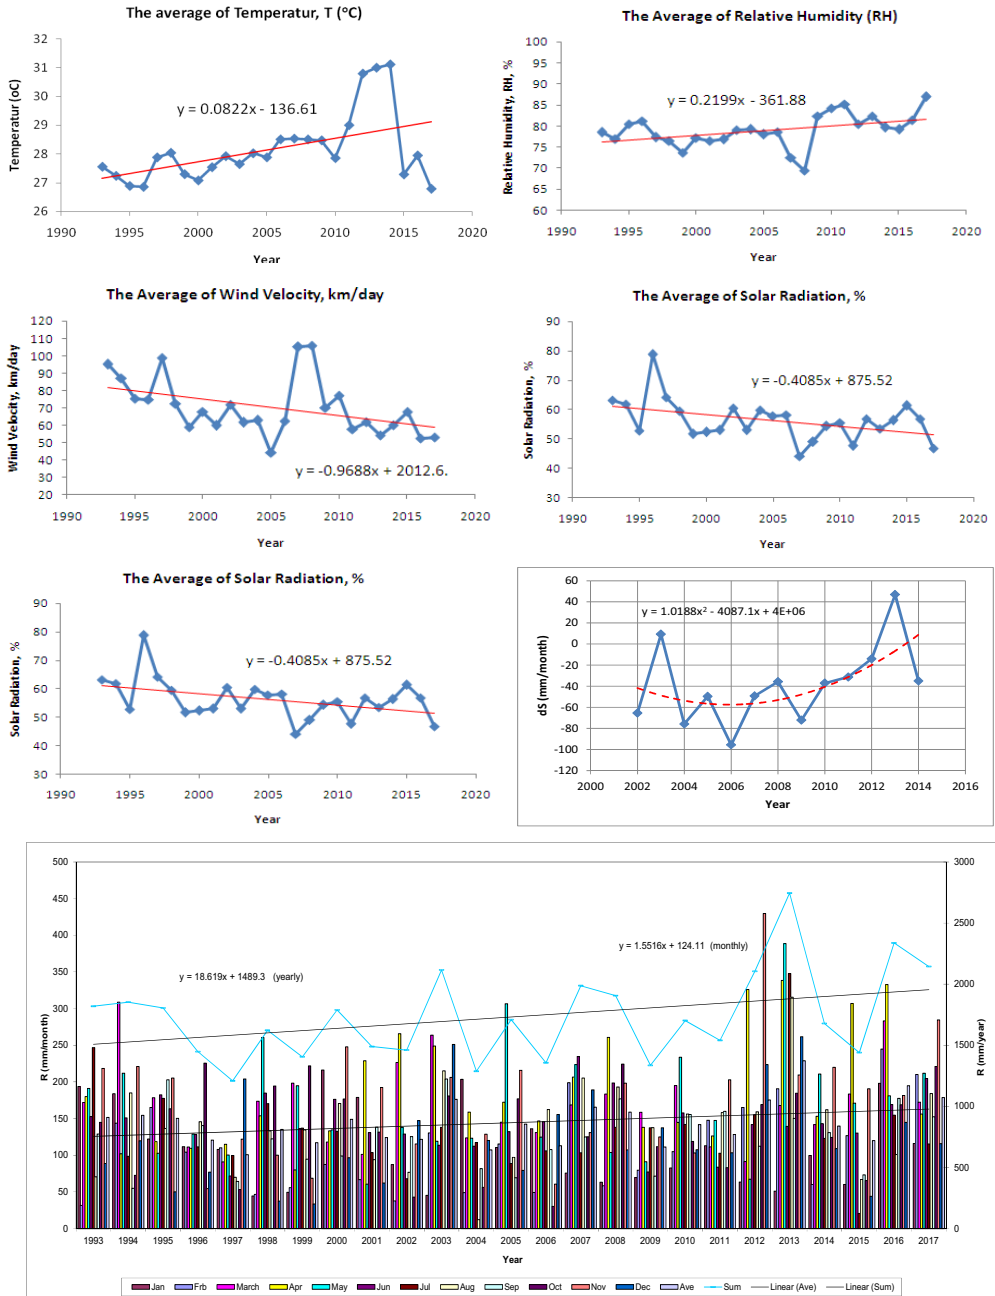 The average of Temperatur, T (°C)
Temperatur (oC)
32
31
30
29
28
27
26
y = 0.0822x - 136.61
1990 1995 2000 2005 2010 2015 2020
Year
The Average of Relative Humidity (RH)
Relative Humidity, RH, %
100
95
90
85
80
75
70
65
60
y = 0.2199x - 361.88
1990 1995 2000 2005 2010 2015 2020
Year
The Average of Wind Velocity, km/day
Wind Velocity, km/day
120
110
100
90
80
70
60
50
40
30
20
y = -0.9688x + 2012.6.
1990 1995 2000 2005 2010 2015 2020
Year
The Average of Solar Radiation, %
Solar Radiation, %
90
80
70
60
50
40
30
y = -0.4085x + 875.52
1990 1995 2000 2005 2010 2015 2020
Year
The Average of Solar Radiation, %
Solar Radiation, %
90
80
70
60
50
40
30
y = -0.4085x + 875.52
1990 1995 2000 2005 2010 2015 2020
Year
dS (mm/month)
60
40
20
0
-20
-40
-60
-80
-100
-120
y = 1.0188x² - 4087.1x + 4E+06
2000 2002 2004 2006 2008 2010 2012 2014 2016
Year
R (mm/month)
500
450
400
350
300
250
200
150
100
50
0
y = 18.619x + 1489.3 (yearly)
y = 1.5516x + 124.11 (monthly)
3000
2500
2000
1500
1000
500
0
R (mm/year)
1993 1994 1995 1996 1997 1998 1999 2000 2001 2002 2003 2004 2005 2006 2007 2008 2009 2010 2011 2012 2013 2014 2015 2016 2017
Year
Jan Frb March Apr May Jun Jul Aug Sep Oct Nov Dec Ave Sum Linear (Ave) Linear (Sum)